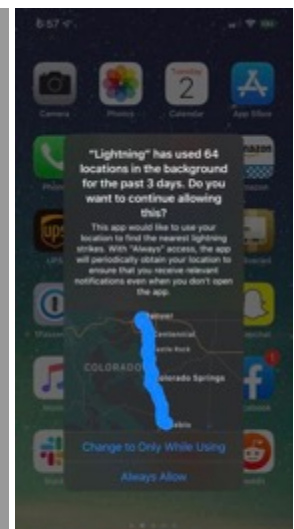 6:57
Tuesday
2
Camera
Photos
Calendar
App Store
"Lightning" has used 64
locations in the background
for the past 3 days. Do you
want to continue allowing
this?
This app would like to use your
location to find the nearest lightning
strikes. With "Always" access, the app
will periodically obtain your location to
ensure that you receive relevant
notifications even when you don't open
the app.
Centennial
Castle Rock
COLORADO
Colorado Springs
Change to Only While Using
Always Allow
UPS
1